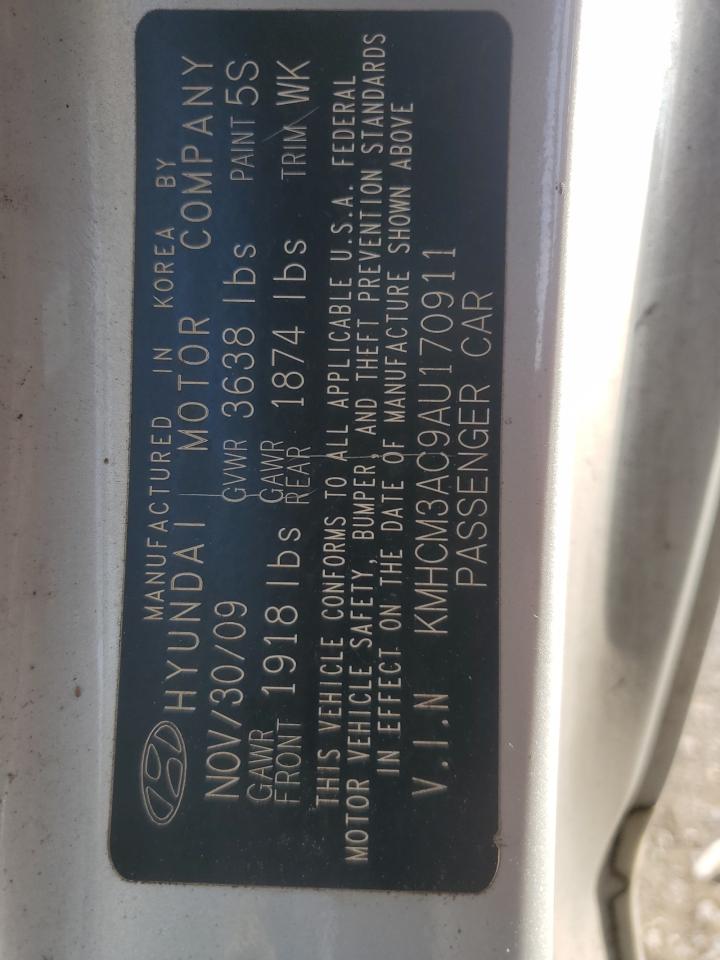 MANUFACTURED IN KOREA BY
HYUNDAI MOTOR COMPANY
NOV/30/09 GVWR 3638 lbs PAINT 5S
GAWR FRONT 1918 lbs GAWR REAR 1874 lbs TRIM WK
THIS VEHICLE CONFORMS TO ALL APPLICABLE U.S.A. FEDERAL
MOTOR VEHICLE SAFETY, BUMPER, AND THEFT PREVENTION STANDARDS
IN EFFECT ON THE DATE OF MANUFACTURE SHOWN ABOVE
V.I.N KMHCM3AC9AU170911
PASSENGER CAR